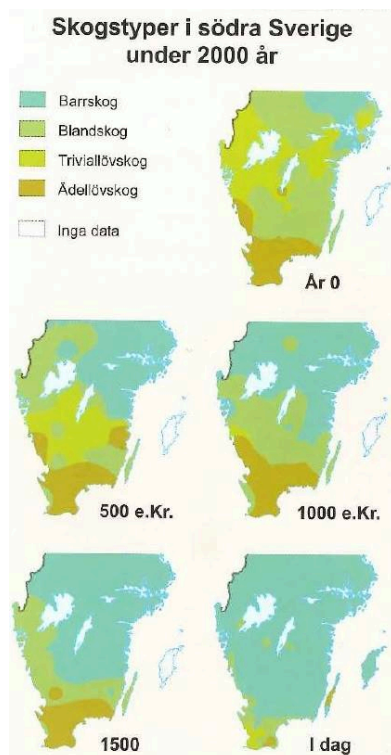 Skogstyper i södra Sverige
under 2000 år
Barrskog
Blandskog
Triviallövskog
Ädellövskog
Inga data
År 0
500 e.Kr.
1000 e.Kr.
1500
I dag